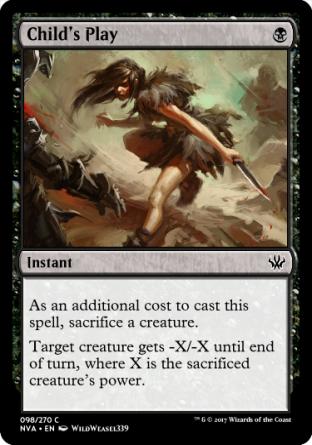 Child's Play
Instant
As an additional cost to cast this
spell, sacrifice a creature.
Target creature gets -X/-X until end
of turn, where X is the sacrificed
creature's power.
098/270 C
NVA • EN WildWeasel339
™ & © 2017 Wizards of the Coast